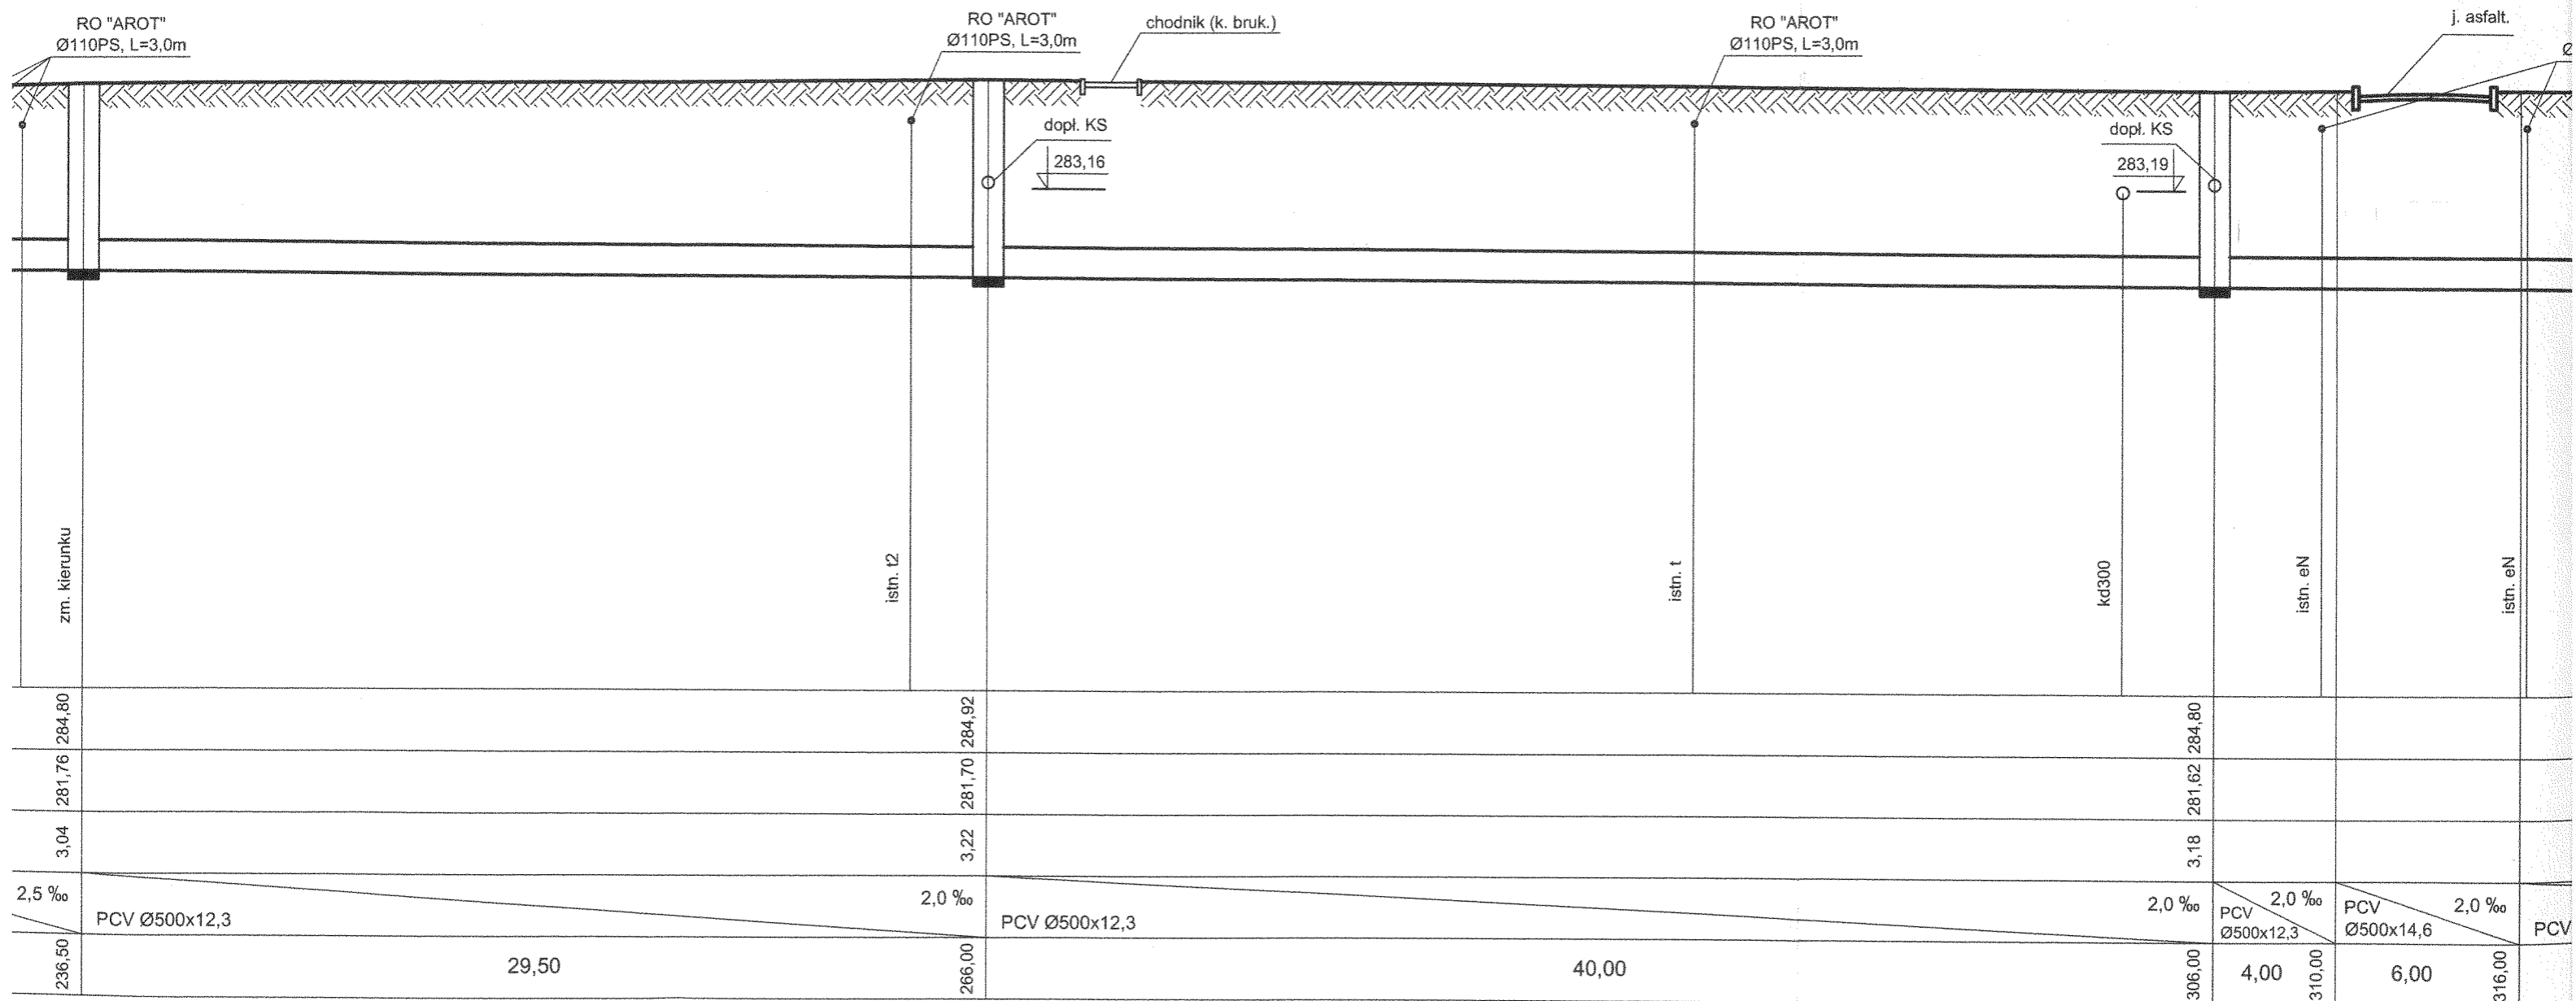 RO "AROT"
Ø110PS, L=3,0m
RO "AROT"
Ø110PS, L=3,0m
chodnik (k. bruk.)
RO "AROT"
Ø110PS, L=3,0m
j. asfalt.
Ø
dopł. KS
283,16
dopł. KS
283,19
zm. kierunku
istn. t2
istn. t
kd300
istn. eN
istn. eN
284,80
284,92
284,80
281,76
281,70
281,62
3,04
3,22
3,18
2,5 ‰
PCV Ø500x12,3
2,0 ‰
PCV Ø500x12,3
2,0 ‰
PCV
Ø500x12,3
2,0 ‰
PCV
Ø500x14,6
2,0 ‰
PCV
236,50
29,50
266,00
40,00
306,00
4,00
310,00
6,00
316,00